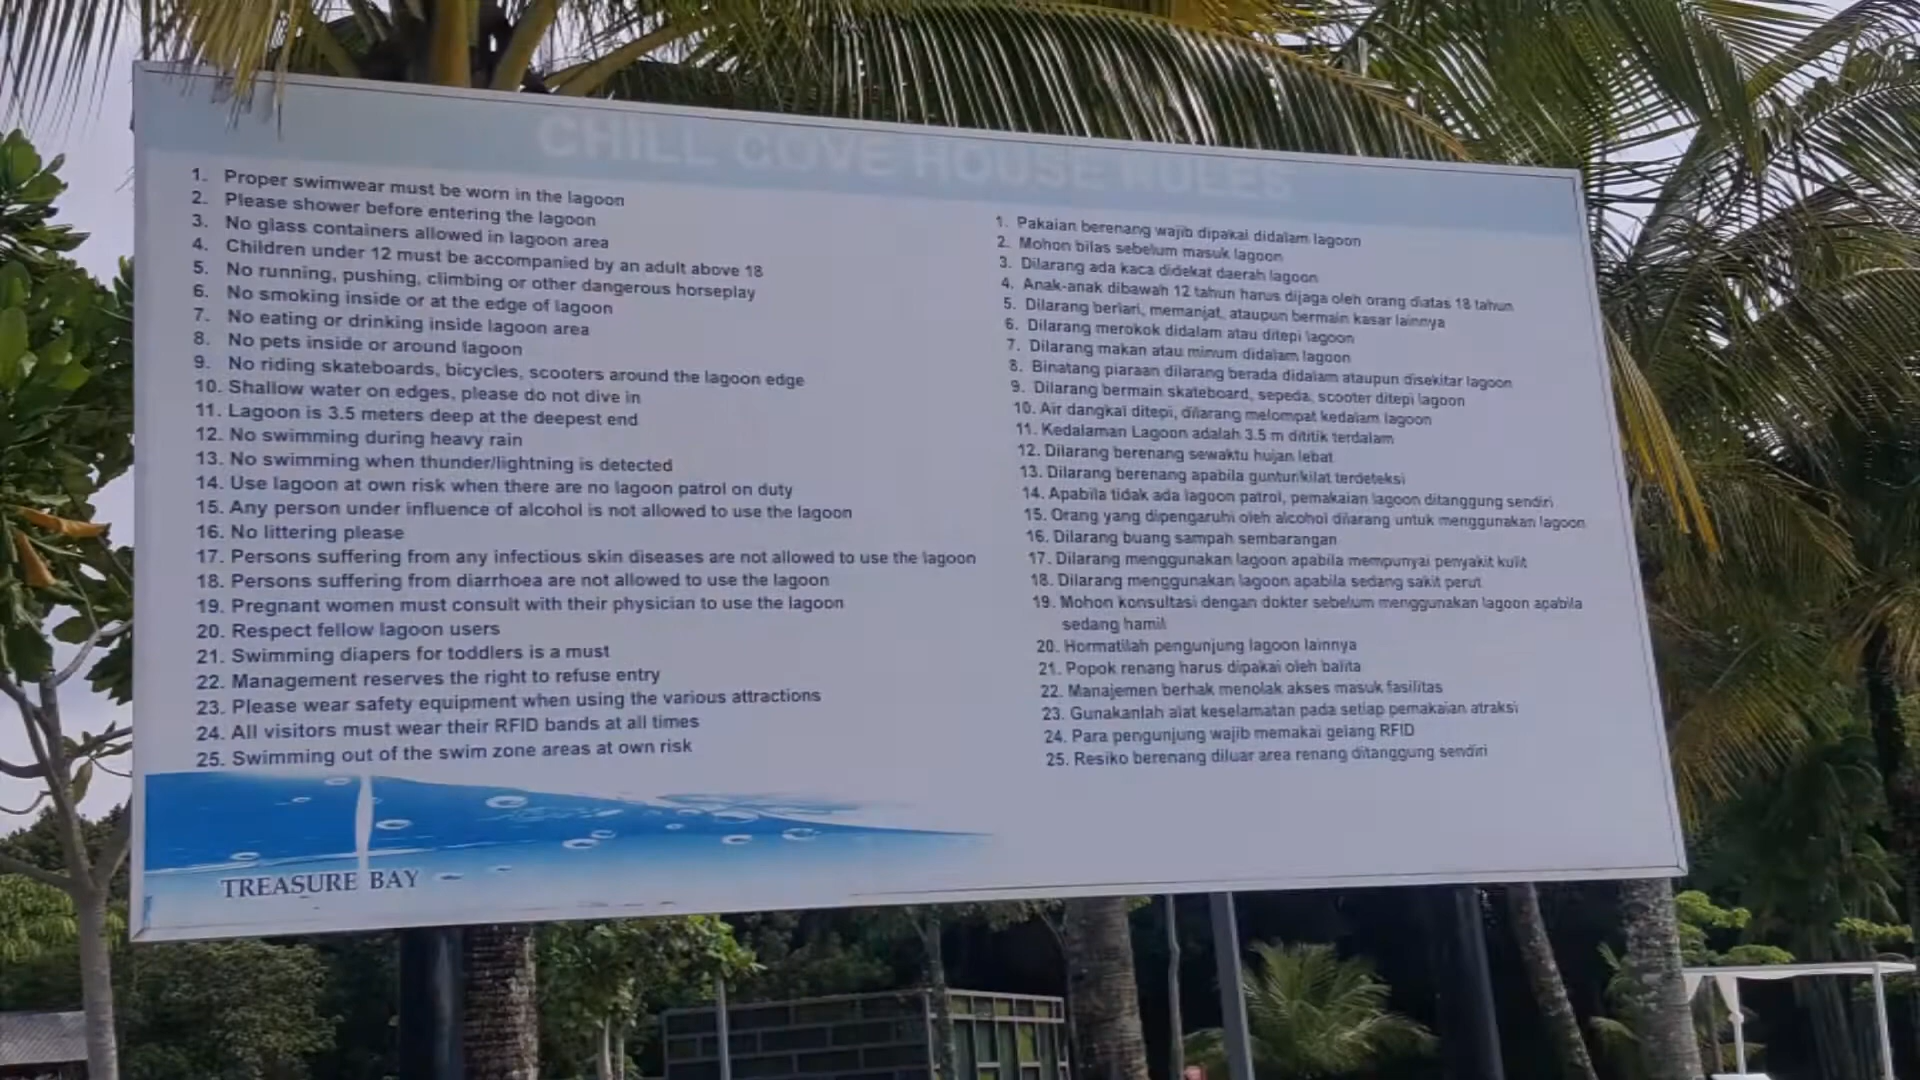 CHILL COVE HOUSE RULES
1. Proper swimwear must be worn in the lagoon
2. Please shower before entering the lagoon
3. No glass containers allowed in lagoon area
4. Children under 12 must be accompanied by an adult above 18
5. No running, pushing, climbing or other dangerous horseplay
6. No smoking inside or at the edge of lagoon
7. No eating or drinking inside lagoon area
8. No pets inside or around lagoon
9. No riding skateboards, bicycles, scooters around the lagoon edge
10. Shallow water on edges, please do not dive in
11. Lagoon is 3.5 meters deep at the deepest end
12. No swimming during heavy rain
13. No swimming when thunder/lightning is detected
14. Use lagoon at own risk when there are no lagoon patrol on duty
15. Any person under influence of alcohol is not allowed to use the lagoon
16. No littering please
17. Persons suffering from any infectious skin diseases are not allowed to use the lagoon
18. Persons suffering from diarrhoea are not allowed to use the lagoon
19. Pregnant women must consult with their physician to use the lagoon
20. Respect fellow lagoon users
21. Swimming diapers for toddlers is a must
22. Management reserves the right to refuse entry
23. Please wear safety equipment when using the various attractions
24. All visitors must wear their RFID bands at all times
25. Swimming out of the swim zone areas at own risk
1. Pakaian berenang wajib dipakai didalam lagoon
2. Mohon bilas sebelum masuk lagoon
3. Dilarang ada kaca didekat daerah lagoon
4. Anak-anak dibawah 12 tahun harus dijaga oleh orang diatas 18 tahun
5. Dilarang berlari, memanjat, ataupun bermain kasar lainnya
6. Dilarang merokok didalam atau ditepi lagoon
7. Dilarang makan atau minum didalam lagoon
8. Binatang piaraan dilarang berada didalam ataupun disekitar lagoon
9. Dilarang bermain skateboard, sepeda, scooter ditepi lagoon
10. Air dangkal ditepi, dilarang melompat kedalam lagoon
11. Kedalaman Lagoon adalah 3.5 m dititik terdalam
12. Dilarang berenang sewaktu hujan lebat
13. Dilarang berenang apabila guntur/kilat terdeteksi
14. Apabila tidak ada lagoon patrol, pemakaian lagoon ditanggung sendiri
15. Orang yang dipengaruhi oleh alcohol dilarang untuk menggunakan lagoon
16. Dilarang buang sampah sembarangan
17. Dilarang menggunakan lagoon apabila mempunyai penyakit kulit
18. Dilarang menggunakan lagoon apabila sedang sakit perut
19. Mohon konsultasi dengan dokter sebelum menggunakan lagoon apabila
sedang hamil
20. Hormatilah pengunjung lagoon lainnya
21. Popok renang harus dipakai oleh balita
22. Manajemen berhak menolak akses masuk fasilitas
23. Gunakanlah alat keselamatan pada setiap pemakaian atraksi
24. Para pengunjung wajib memakai gelang RFID
25. Resiko berenang diluar area renang ditanggung sendiri
TREASURE BAY